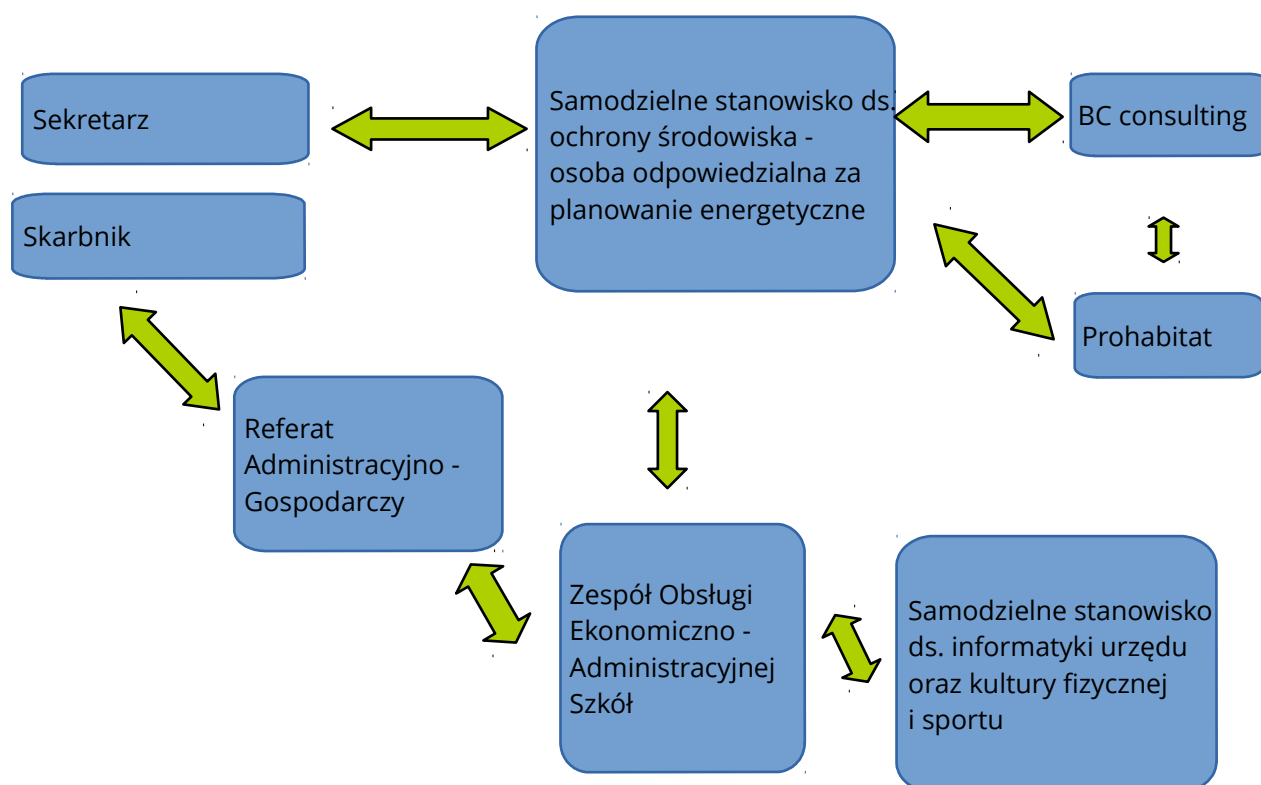 Sekretarz
Skarbnik
Samodzielne stanowisko ds.
ochrony środowiska -
osoba odpowiedzialna za
planowanie energetyczne
BC consulting
Prohabitat
Referat
Administracyjno -
Gospodarczy
Zespół Obsługi
Ekonomiczno -
Administracyjnej
Szkół
Samodzielne stanowisko
ds. informatyki urzędu
oraz kultury fizycznej
i sportu